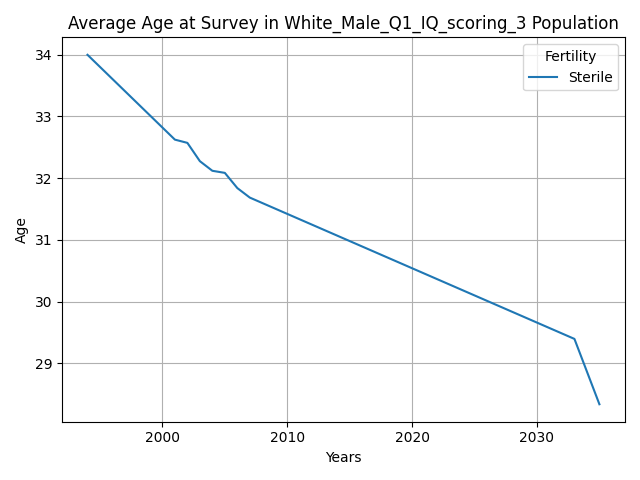 Average Age at Survey in White_Male_Q1_IQ_scoring_3 Population
Fertility
Sterile
34
33
32
31
30
29
Age
2000
2010
2020
2030
Years